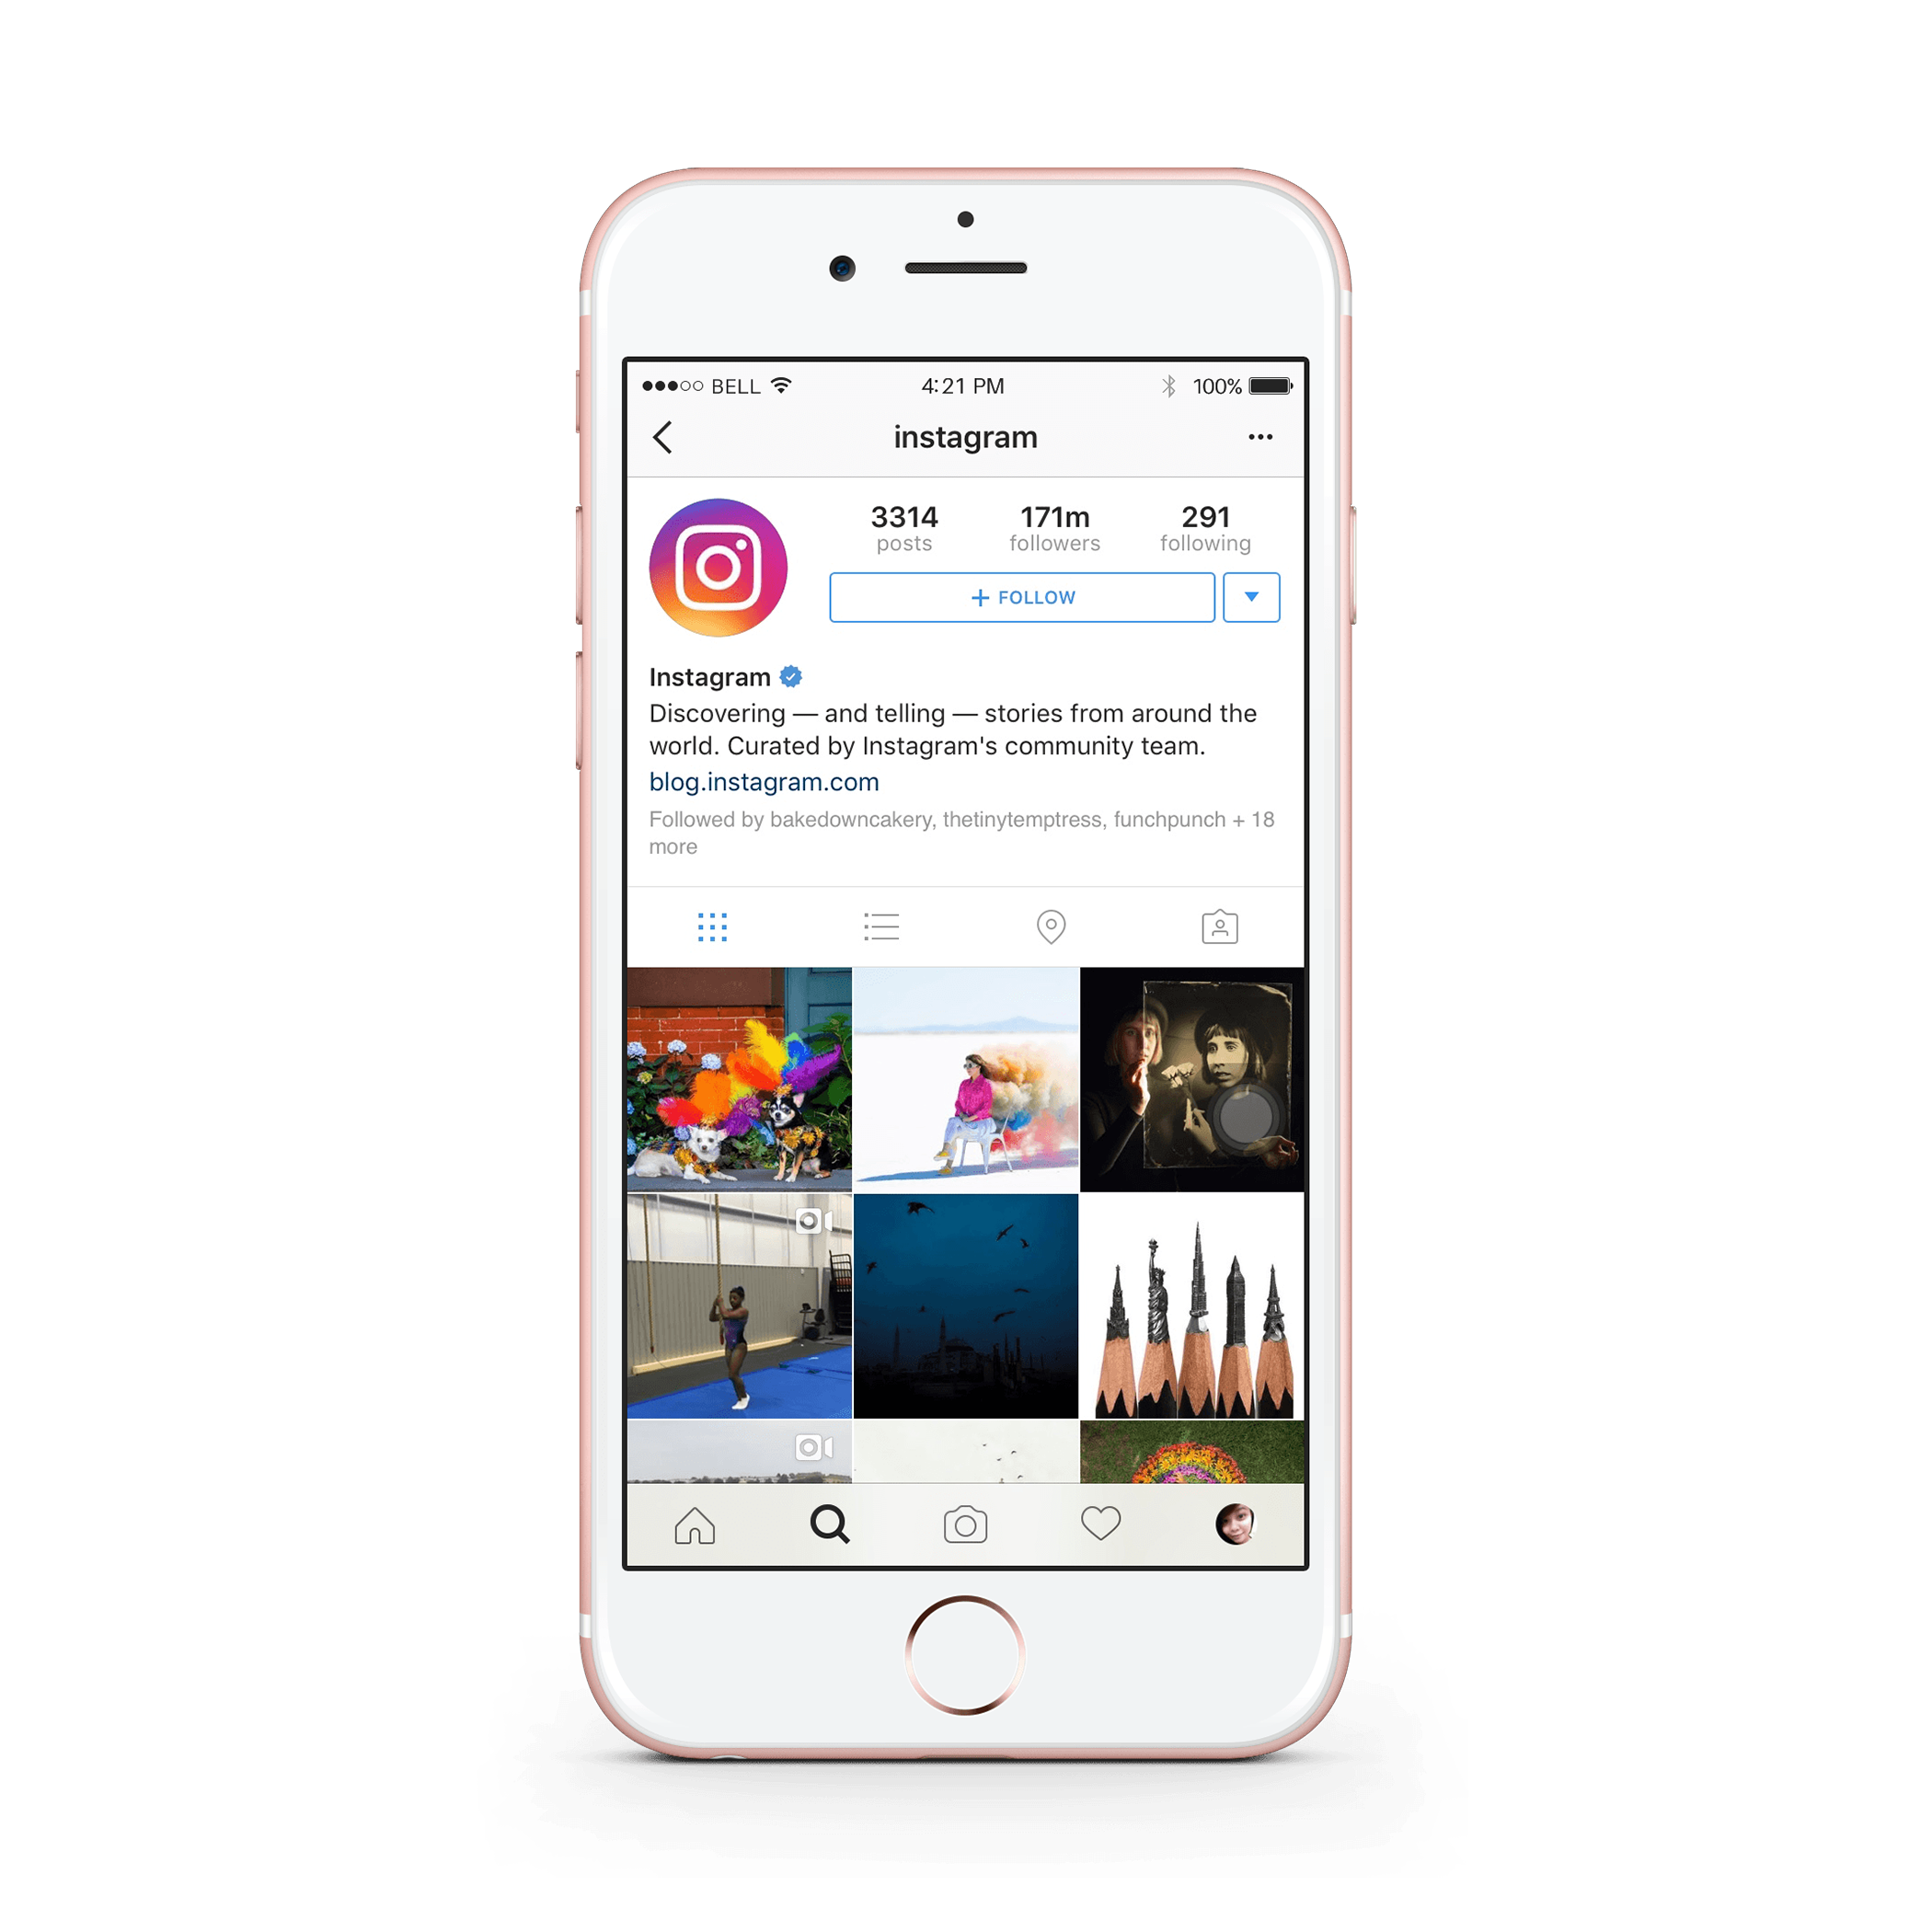 BELL 4:21 PM 100%
instagram
3314 171m 291
posts followers following
+ FOLLOW
Instagram
Discovering — and telling — stories from around the
world. Curated by Instagram's community team.
blog.instagram.com
Followed by bakedowncakery, thetinytemptress, funchpunch + 18
more